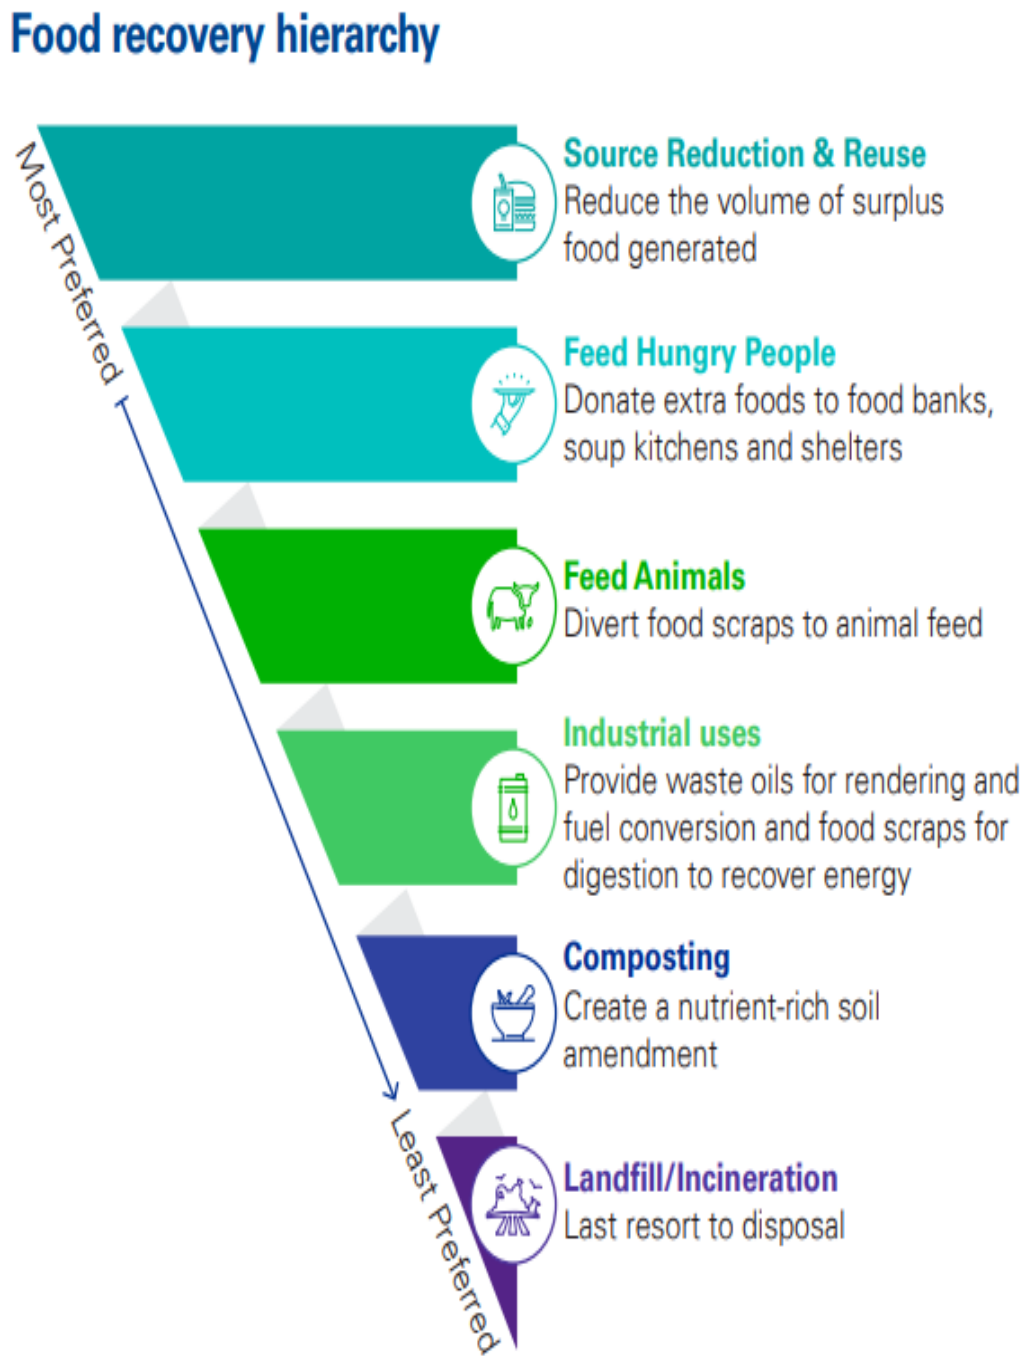 Food recovery hierarchy
Most Preferred
Source Reduction & Reuse
Reduce the volume of surplus
food generated
Feed Hungry People
Donate extra foods to food banks,
soup kitchens and shelters
Feed Animals
Divert food scraps to animal feed
Industrial uses
Provide waste oils for rendering and
fuel conversion and food scraps for
digestion to recover energy
Composting
Create a nutrient-rich soil
amendment
Least Preferred
Landfill/Incineration
Last resort to disposal